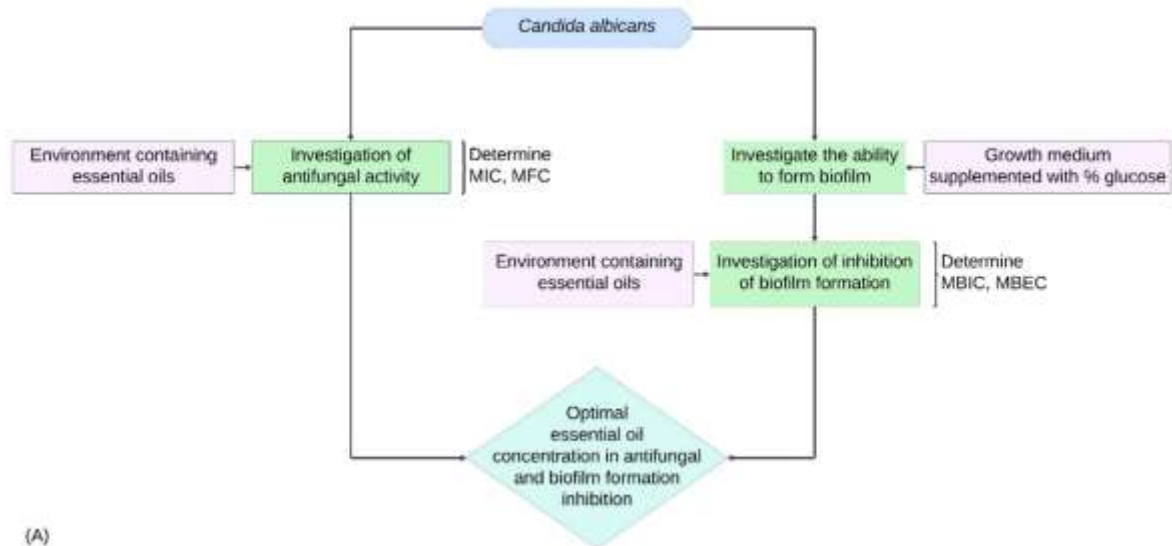 Candida albicans
Environment containing
essential oils
Investigation of
antifungal activity
Determine
MIC, MFC
Investigate the ability
to form biofilm
Growth medium
supplemented with % glucose
Environment containing
essential oils
Investigation of inhibition
of biofilm formation
Determine
MBIC, MBEC
Optimal
essential oil
concentration in antifungal
and biofilm formation
inhibition
(A)